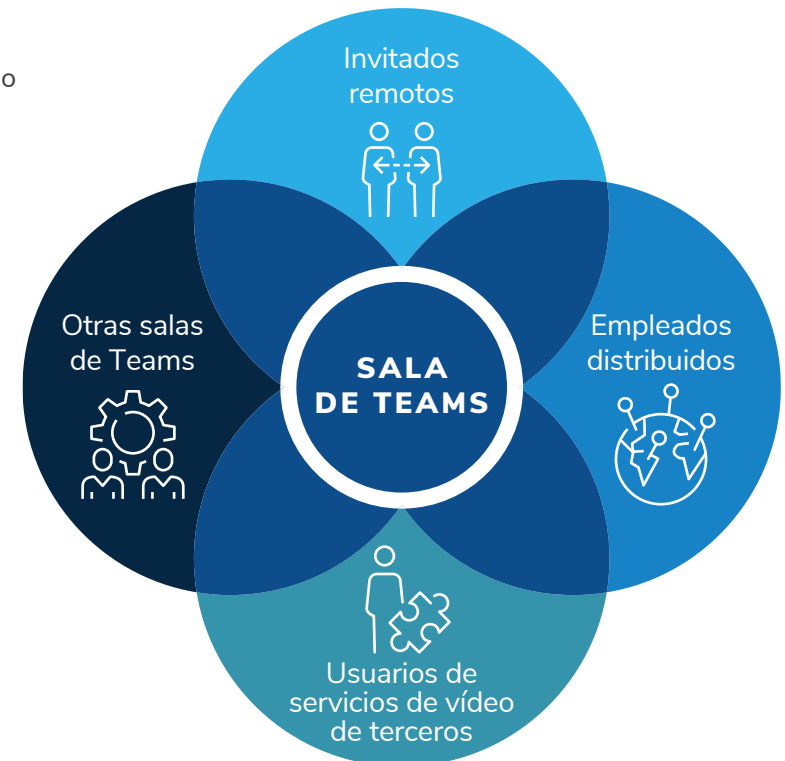 o
Invitados
remotos
Otras salas
de Teams
SALA
DE TEAMS
Empleados
distribuidos
Usuarios de
servicios de vídeo
de terceros